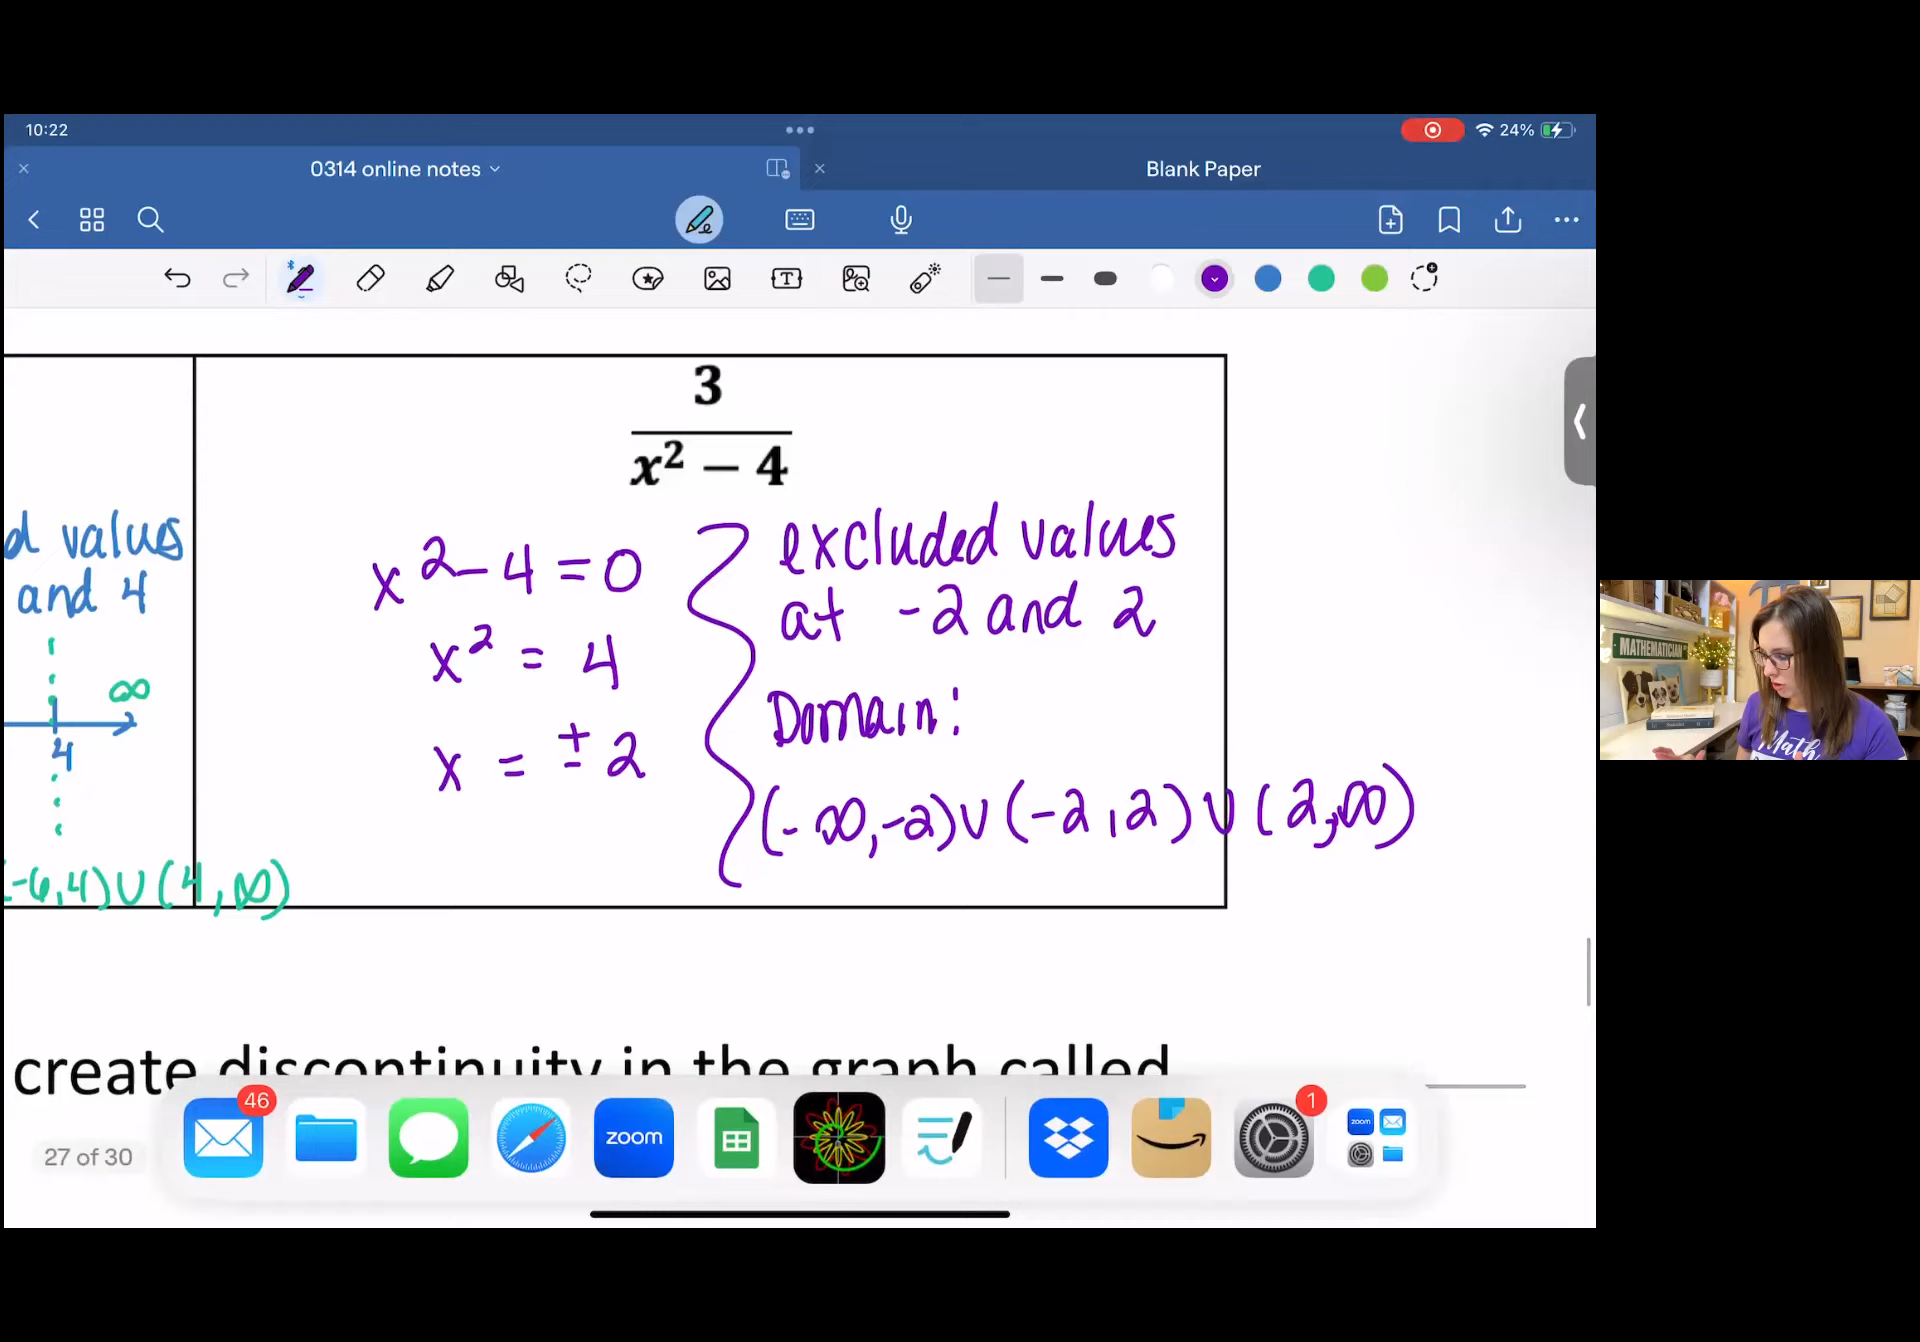 10:22
24%
0314 online notes
Blank Paper
3
x² − 4
d values
and 4
∞
4
-6,4)∪(4,∞)
x²-4=0
x² = 4
x = ±2
excluded values
at -2 and 2
Domain:
(-∞,-2)∪(-2,2)∪(2,∞)
create discontinuity in the graph called
27 of 30
46
zoom
1
zoom
MATHEMATICIAN
Math